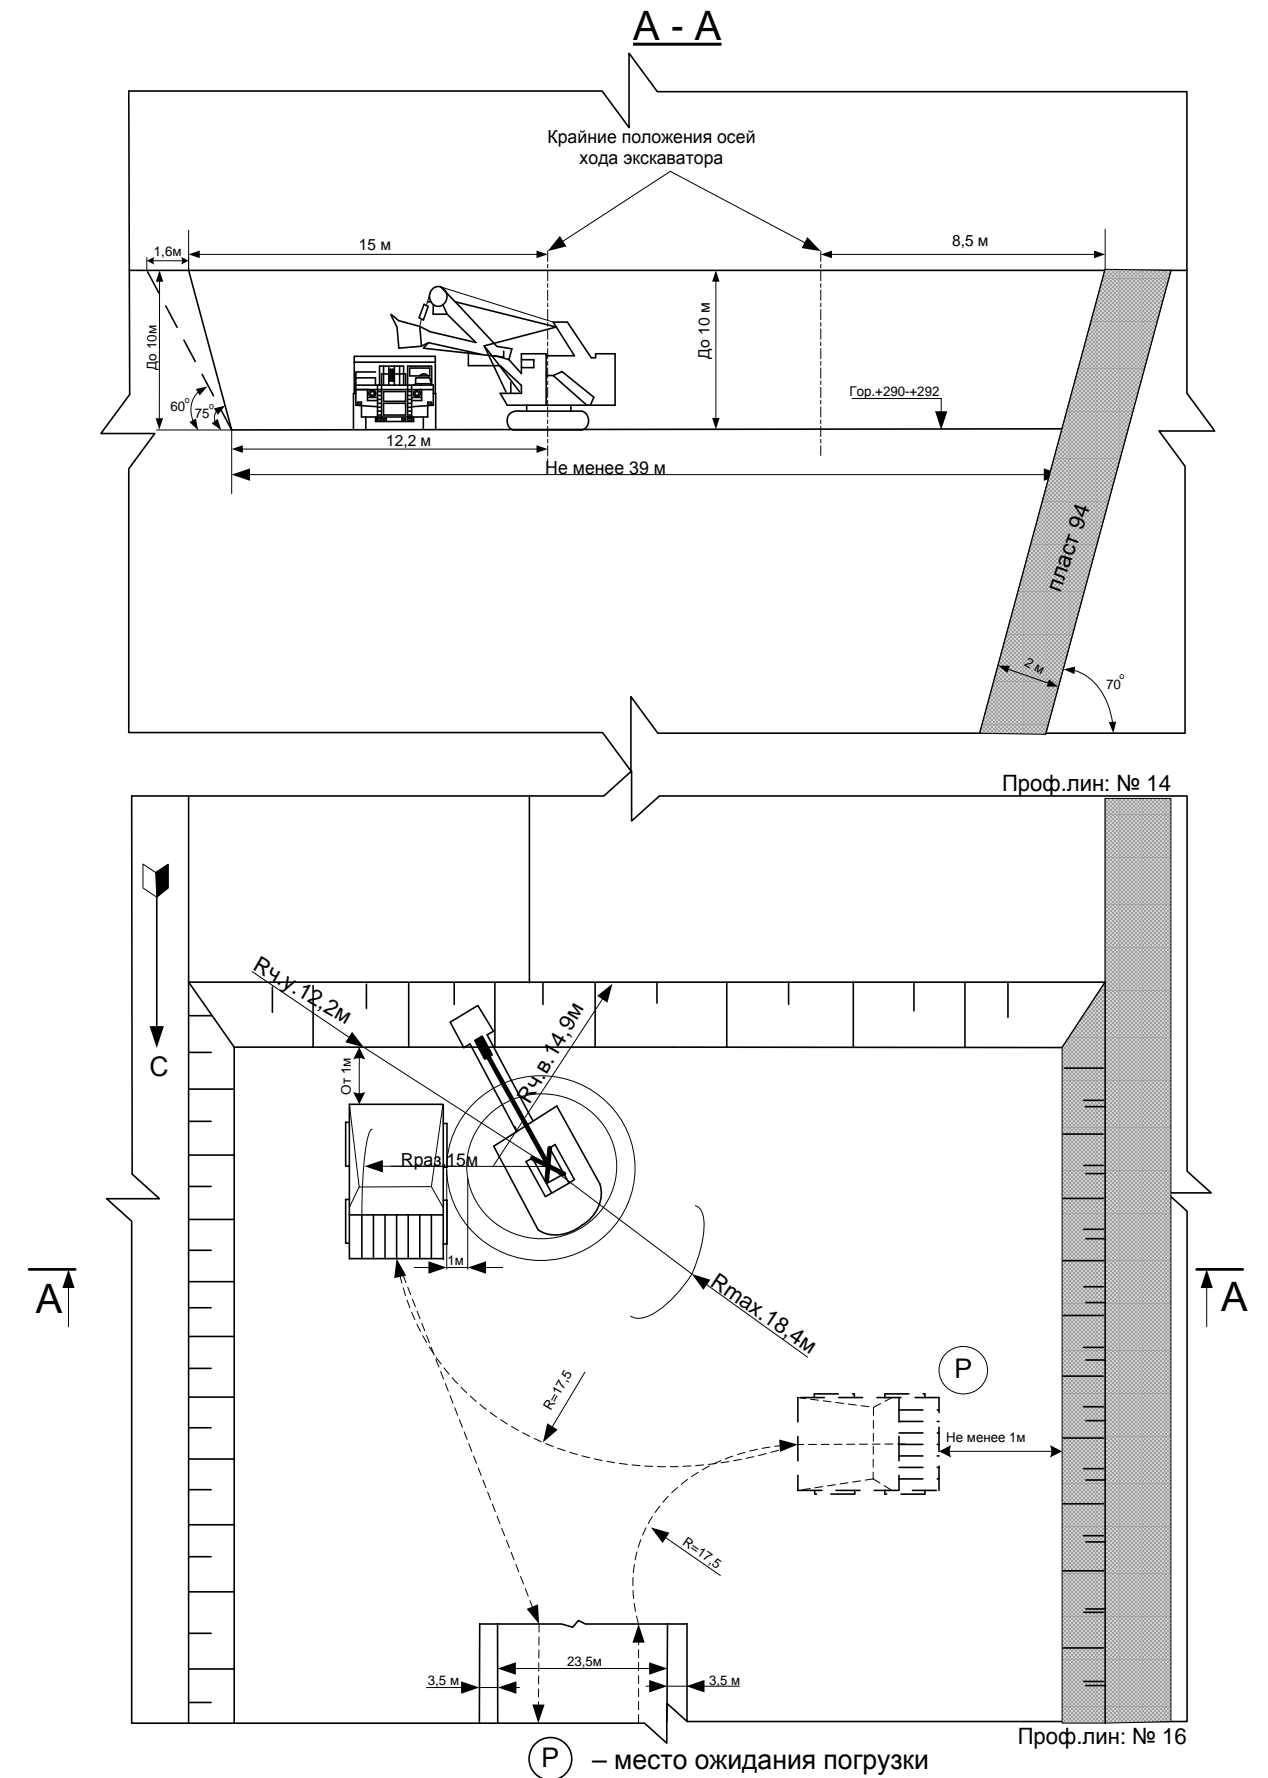 А - А
Крайние положения осей
хода экскаватора
1,6м
15 м
8,5 м
До 10м
До 10 м
60°
75°
Гор.+290-+292
12,2 м
Не менее 39 м
пласт 94
2 м
70°
Проф.лин: № 14
С
Rч.у.12,2м
Rч.в.14,9м
От 1м
Rраз.15м
1м
Rmax.18,4м
А
А
Р
R=17,5
Не менее 1м
R=17,5
23,5м
3,5 м
3,5 м
Проф.лин: № 16
Р – место ожидания погрузки